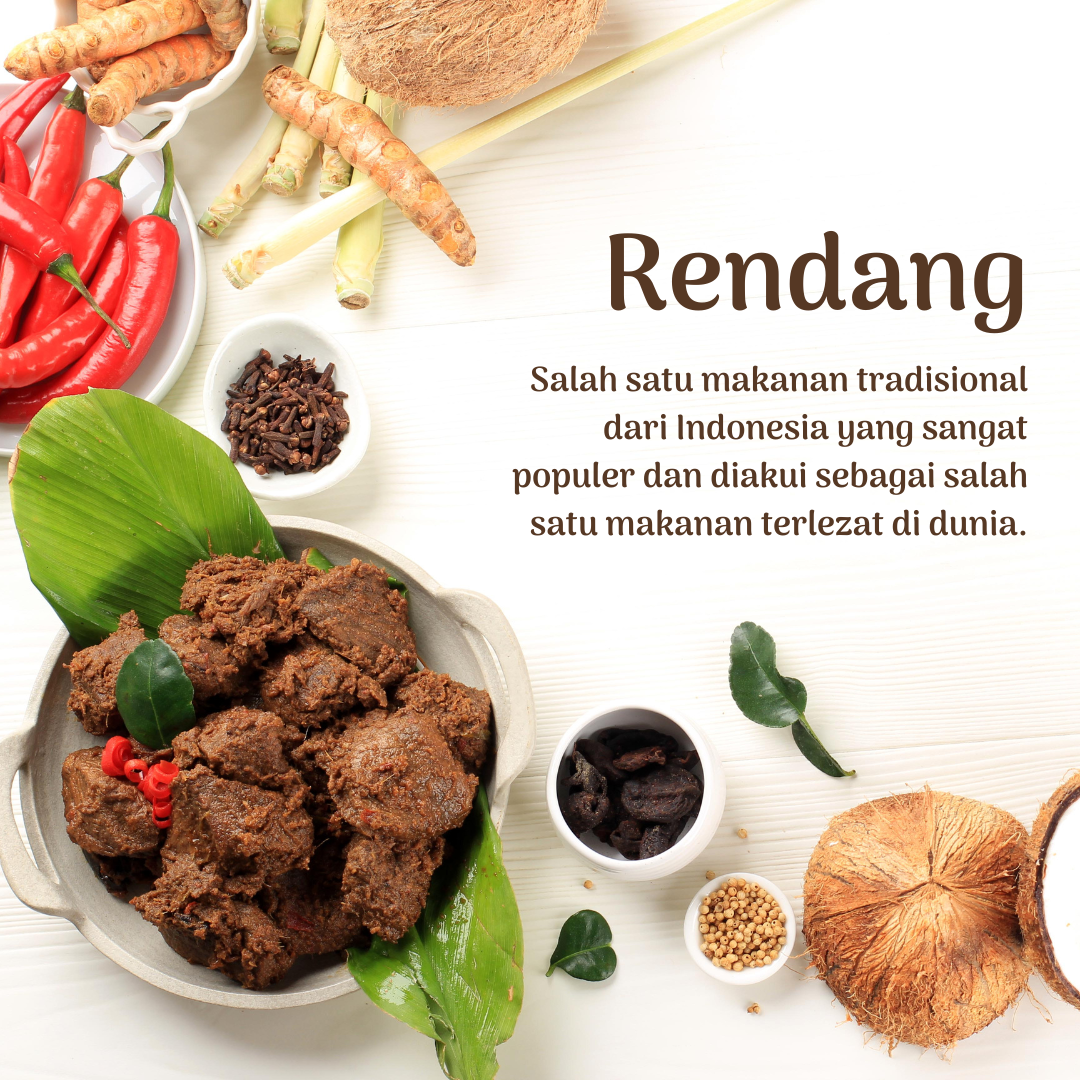 Rendang
Salah satu makanan tradisional
dari Indonesia yang sangat
populer dan diakui sebagai salah
satu makanan terlezat di dunia.